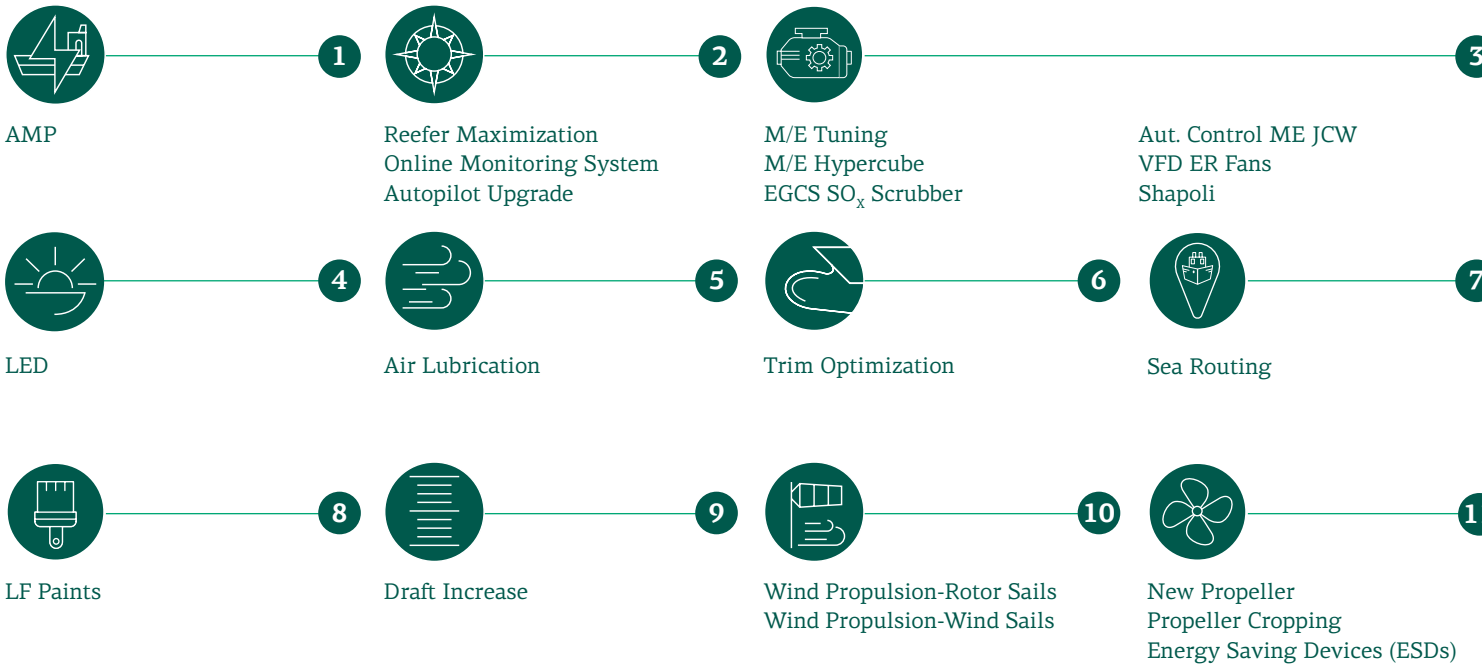 1
AMP
2
Reefer Maximization
Online Monitoring System
Autopilot Upgrade
3
M/E Tuning
M/E Hypercube
EGCS SOx Scrubber
Aut. Control ME JCW
VFD ER Fans
Shapoli
4
LED
5
Air Lubrication
6
Trim Optimization
7
Sea Routing
8
LF Paints
9
Draft Increase
10
Wind Propulsion-Rotor Sails
Wind Propulsion-Wind Sails
New Propeller
Propeller Cropping
Energy Saving Devices (ESDs)